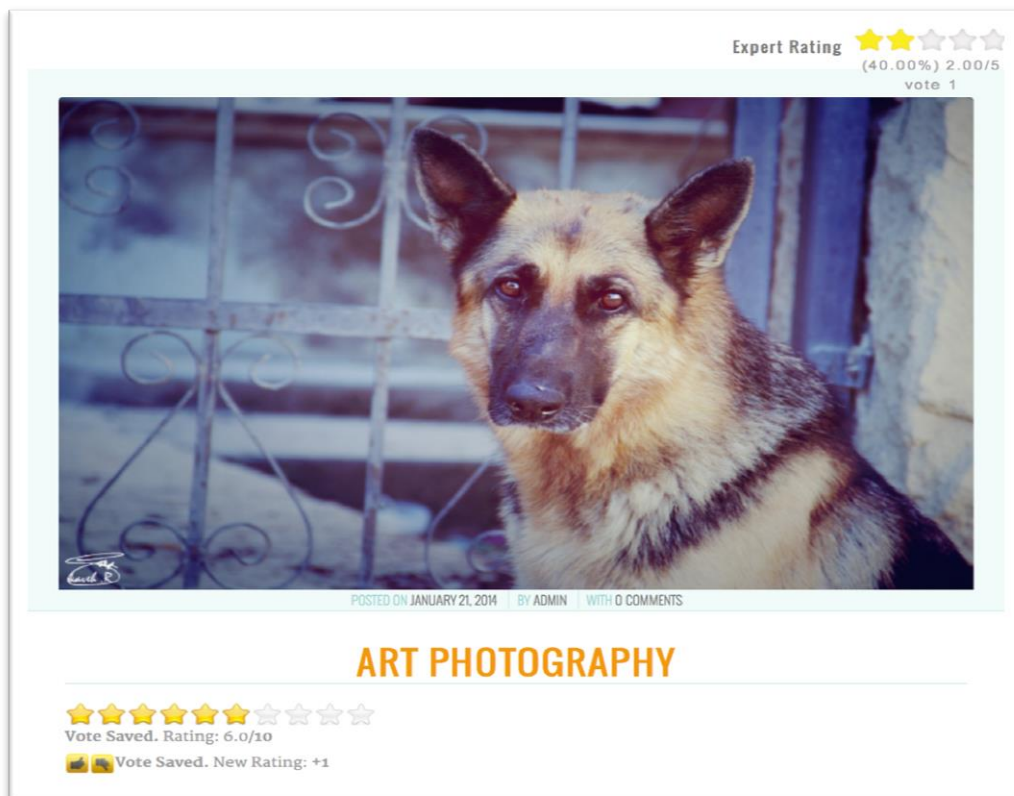 Expert Rating
(40.00%) 2.00/5
vote 1
POSTED ON JANUARY 21, 2014 BY ADMIN WITH 0 COMMENTS
ART PHOTOGRAPHY
Vote Saved. Rating: 6.0/10
Vote Saved. New Rating: +1